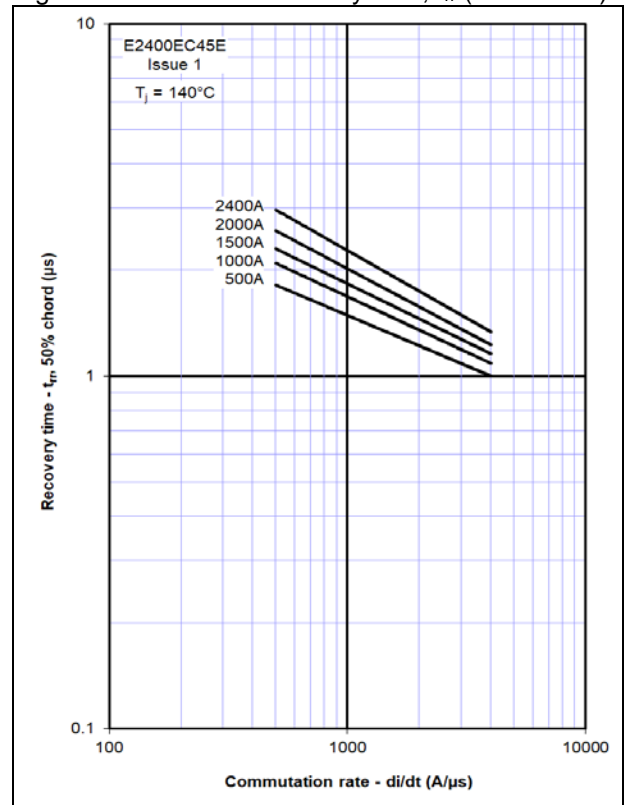 10
E2400EC45E
Issue 1
Tj = 140°C
2400A
2000A
1500A
1000A
500A
1
0.1
100
1000
10000
Recovery time - trr, 50% chord (µs)
Commutation rate - di/dt (A/µs)